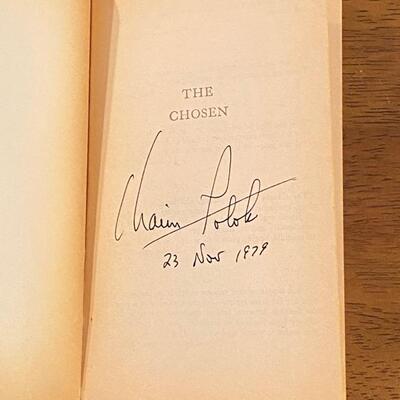 THE
CHOSEN
Chaim Potok
23 Nov 1979